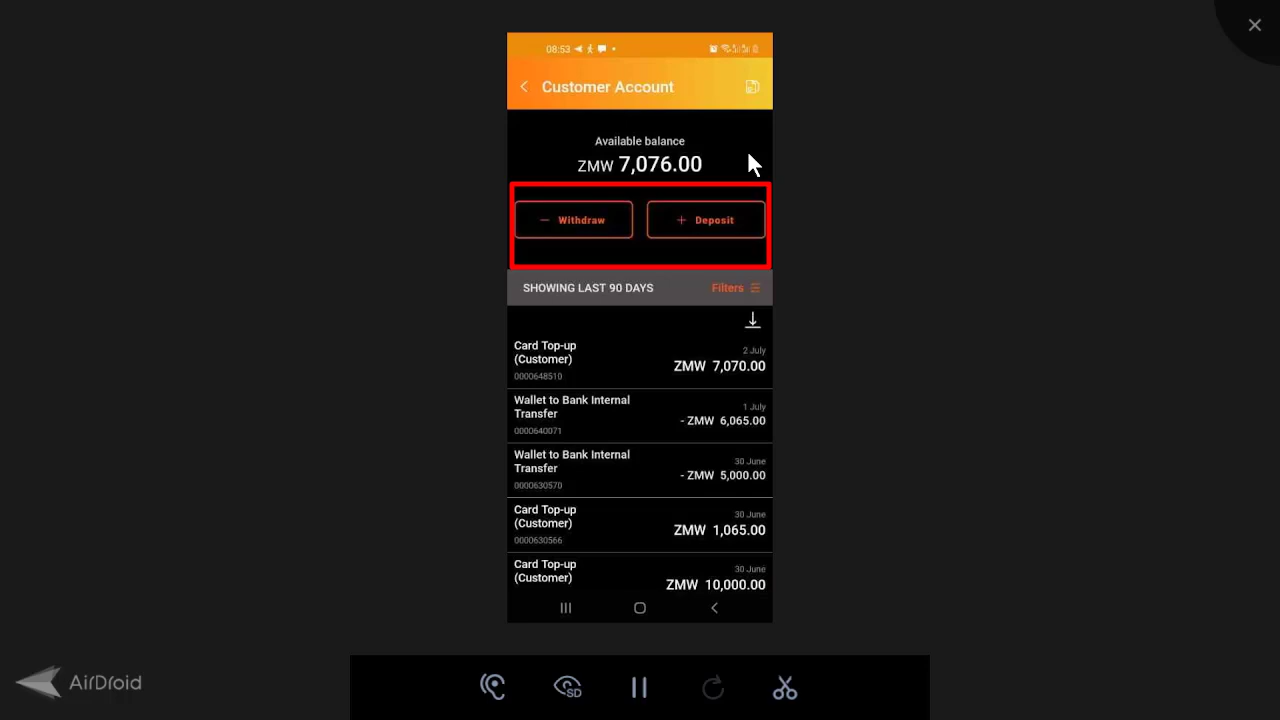 08:53
Customer Account
Available balance
ZMW 7,076.00
− Withdraw
+ Deposit
SHOWING LAST 90 DAYS
Filters
Card Top-up
(Customer)
0000648510
2 July
ZMW 7,070.00
Wallet to Bank Internal
Transfer
0000640071
1 July
- ZMW 6,065.00
Wallet to Bank Internal
Transfer
0000630570
30 June
- ZMW 5,000.00
Card Top-up
(Customer)
0000630566
30 June
ZMW 1,065.00
Card Top-up
(Customer)
30 June
ZMW 10,000.00
SD
AirDroid